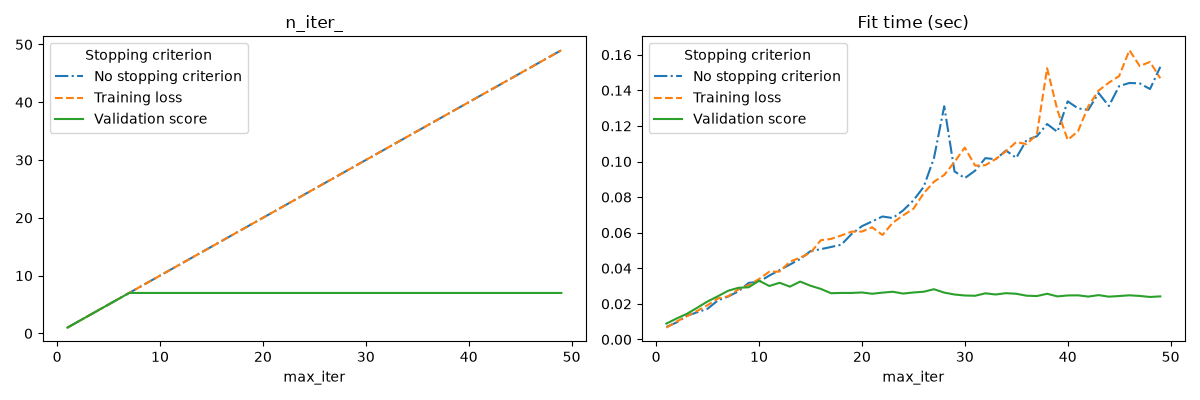 n_iter_
Stopping criterion
No stopping criterion
Training loss
Validation score
50
40
30
20
10
0
0 10 20 30 40 50
max_iter
Fit time (sec)
Stopping criterion
No stopping criterion
Training loss
Validation score
0.16
0.14
0.12
0.10
0.08
0.06
0.04
0.02
0.00
0 10 20 30 40 50
max_iter